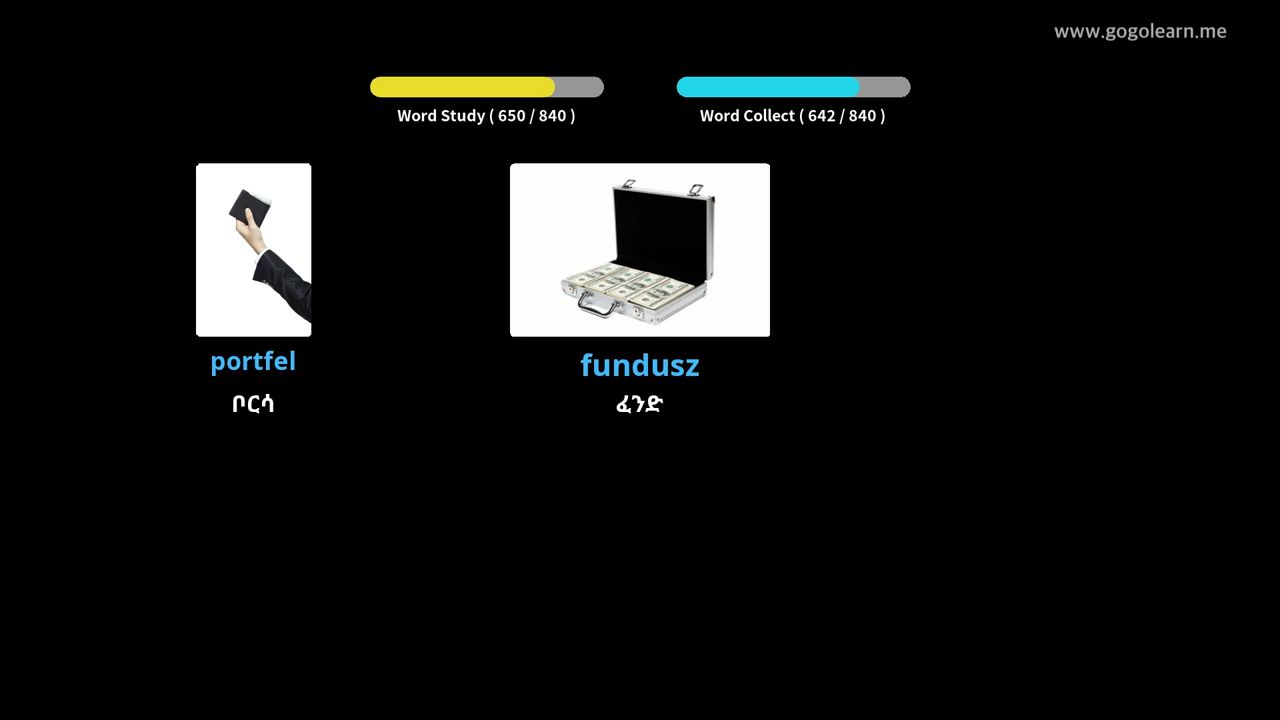 www.gogolearn.me
Word Study ( 650 / 840 )
Word Collect ( 642 / 840 )
portfel
ቦርሳ
fundusz
ፈንድ